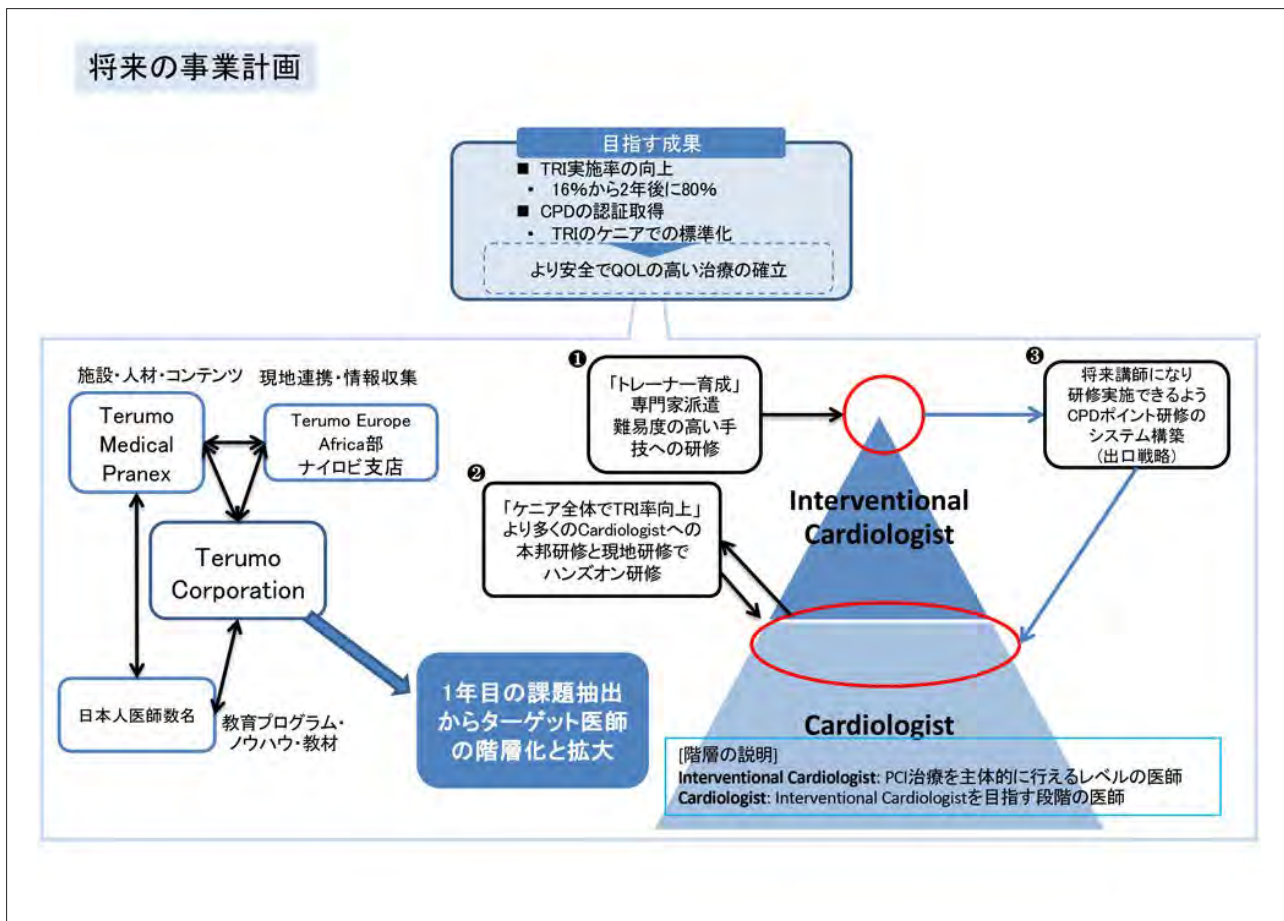 将来の事業計画
目指す成果
■ TRI実施率の向上
・ 16%から2年後に80%
■ CPDの認証取得
・ TRIのケニアでの標準化
より安全でQOLの高い治療の確立
施設・人材・コンテンツ
現地連携・情報収集
Terumo
Medical
Pranex
Terumo Europe
Africa部
ナイロビ支店
Terumo
Corporation
日本人医師数名
教育プログラム・
ノウハウ・教材
1年目の課題抽出
からターゲット医師
の階層化と拡大
❶
「トレーナー育成」
専門家派遣
難易度の高い手
技への研修
❷
「ケニア全体でTRI率向上」
より多くのCardiologistへの
本邦研修と現地研修で
ハンズオン研修
❸
将来講師になり
研修実施できるよう
CPDポイント研修の
システム構築
(出口戦略)
Interventional
Cardiologist
Cardiologist
[階層の説明]
Interventional Cardiologist: PCI治療を主体的に行えるレベルの医師
Cardiologist: Interventional Cardiologistを目指す段階の医師